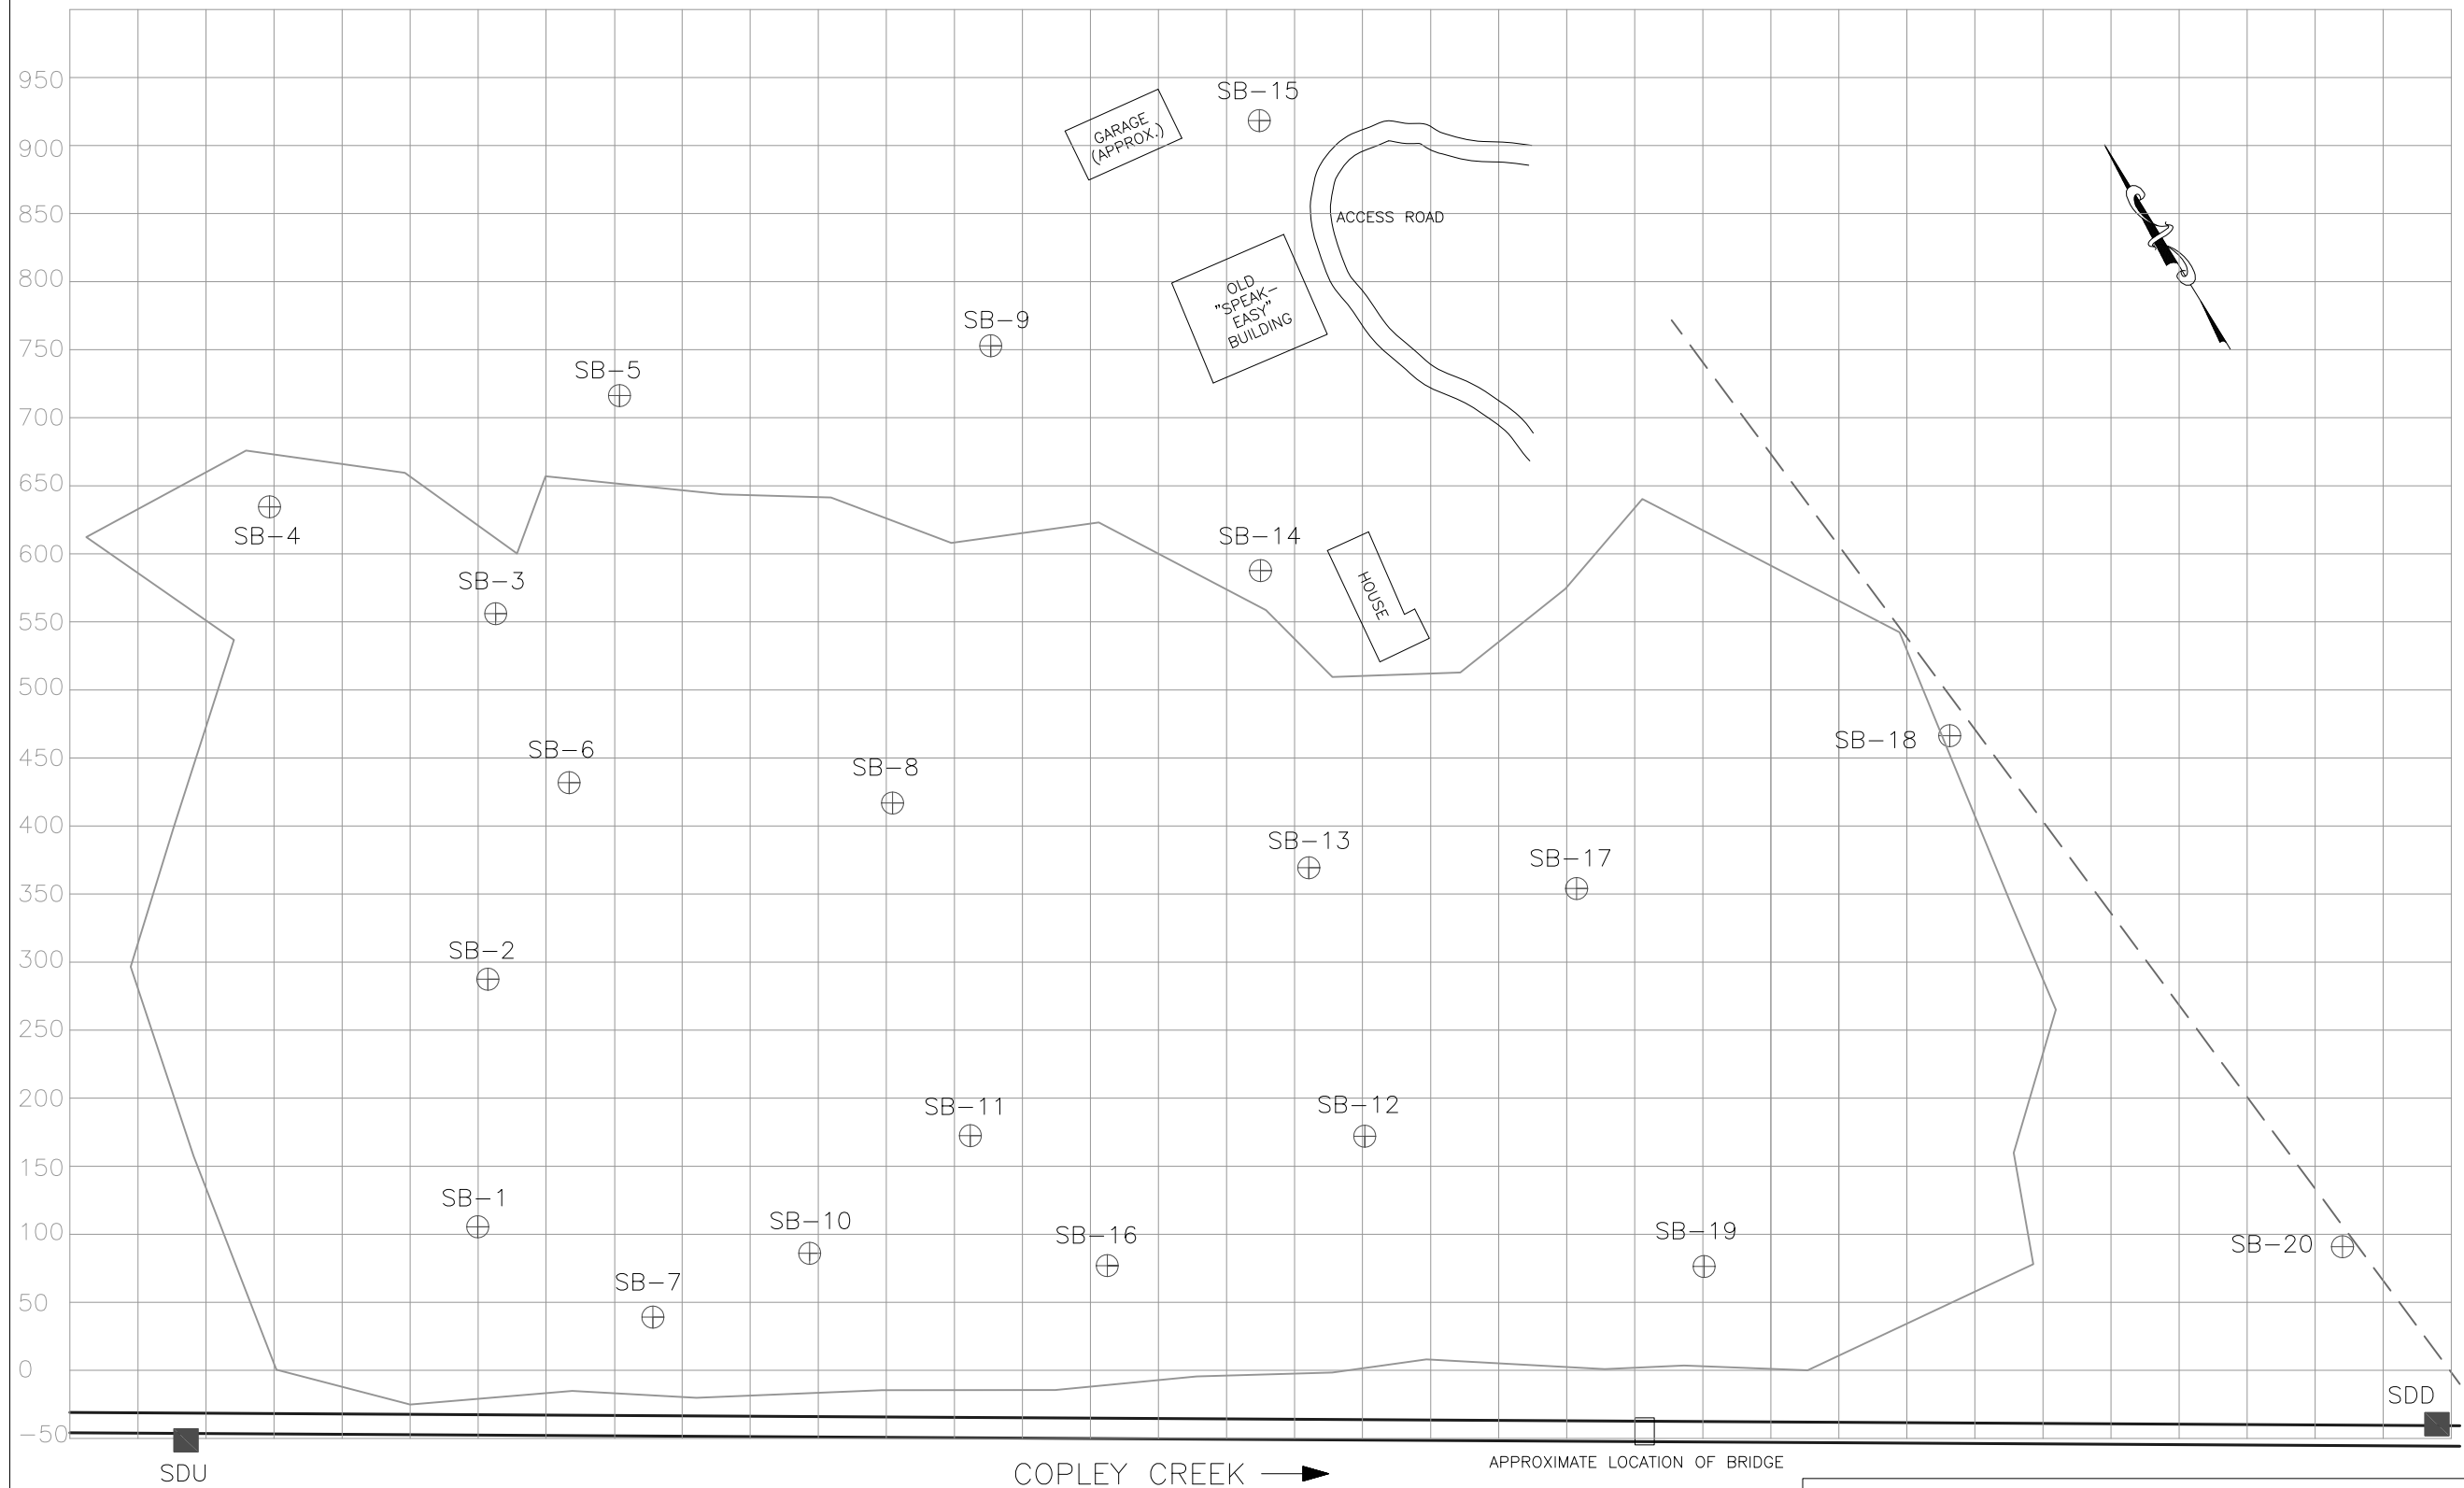 950
SB-15
GARAGE
(APPROX.)
900
850
ACCESS ROAD
800
OLD
"SPEAK-
EASY"
BUILDING
SB-9
750
SB-5
700
650
SB-4
SB-14
600
SB-3
HOUSE
550
500
SB-6
SB-18
450
SB-8
400
SB-13
SB-17
350
SB-2
300
250
200
SB-11
SB-12
150
SB-1
100
SB-10
SB-16
SB-19
SB-20
SB-7
50
0
SDD
-50
SDU
COPLEY CREEK
APPROXIMATE LOCATION OF BRIDGE